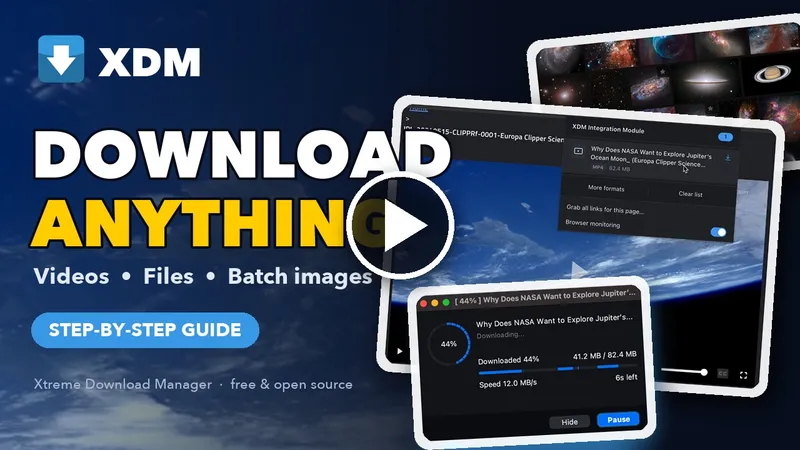 XDM
DOWNLOAD
ANYTHING
Videos • Files • Batch images
STEP-BY-STEP GUIDE
Xtreme Download Manager · free & open source
XDM Integration Module
1
Why Does NASA Want to Explore Jupiter's
Ocean Moon_ (Europa Clipper Science...
MP4 82.4 MB
More formats
Clear list
Grab all links for this page...
Browser monitoring
[ 44% ] Why Does NASA Want to Explore Jupiter'...
44%
Why Does NASA Want to Explore Jupiter's...
Downloading...
Downloaded 44%
41.2 MB / 82.4 MB
Speed 12.0 MB/s
6s left
Hide
Pause